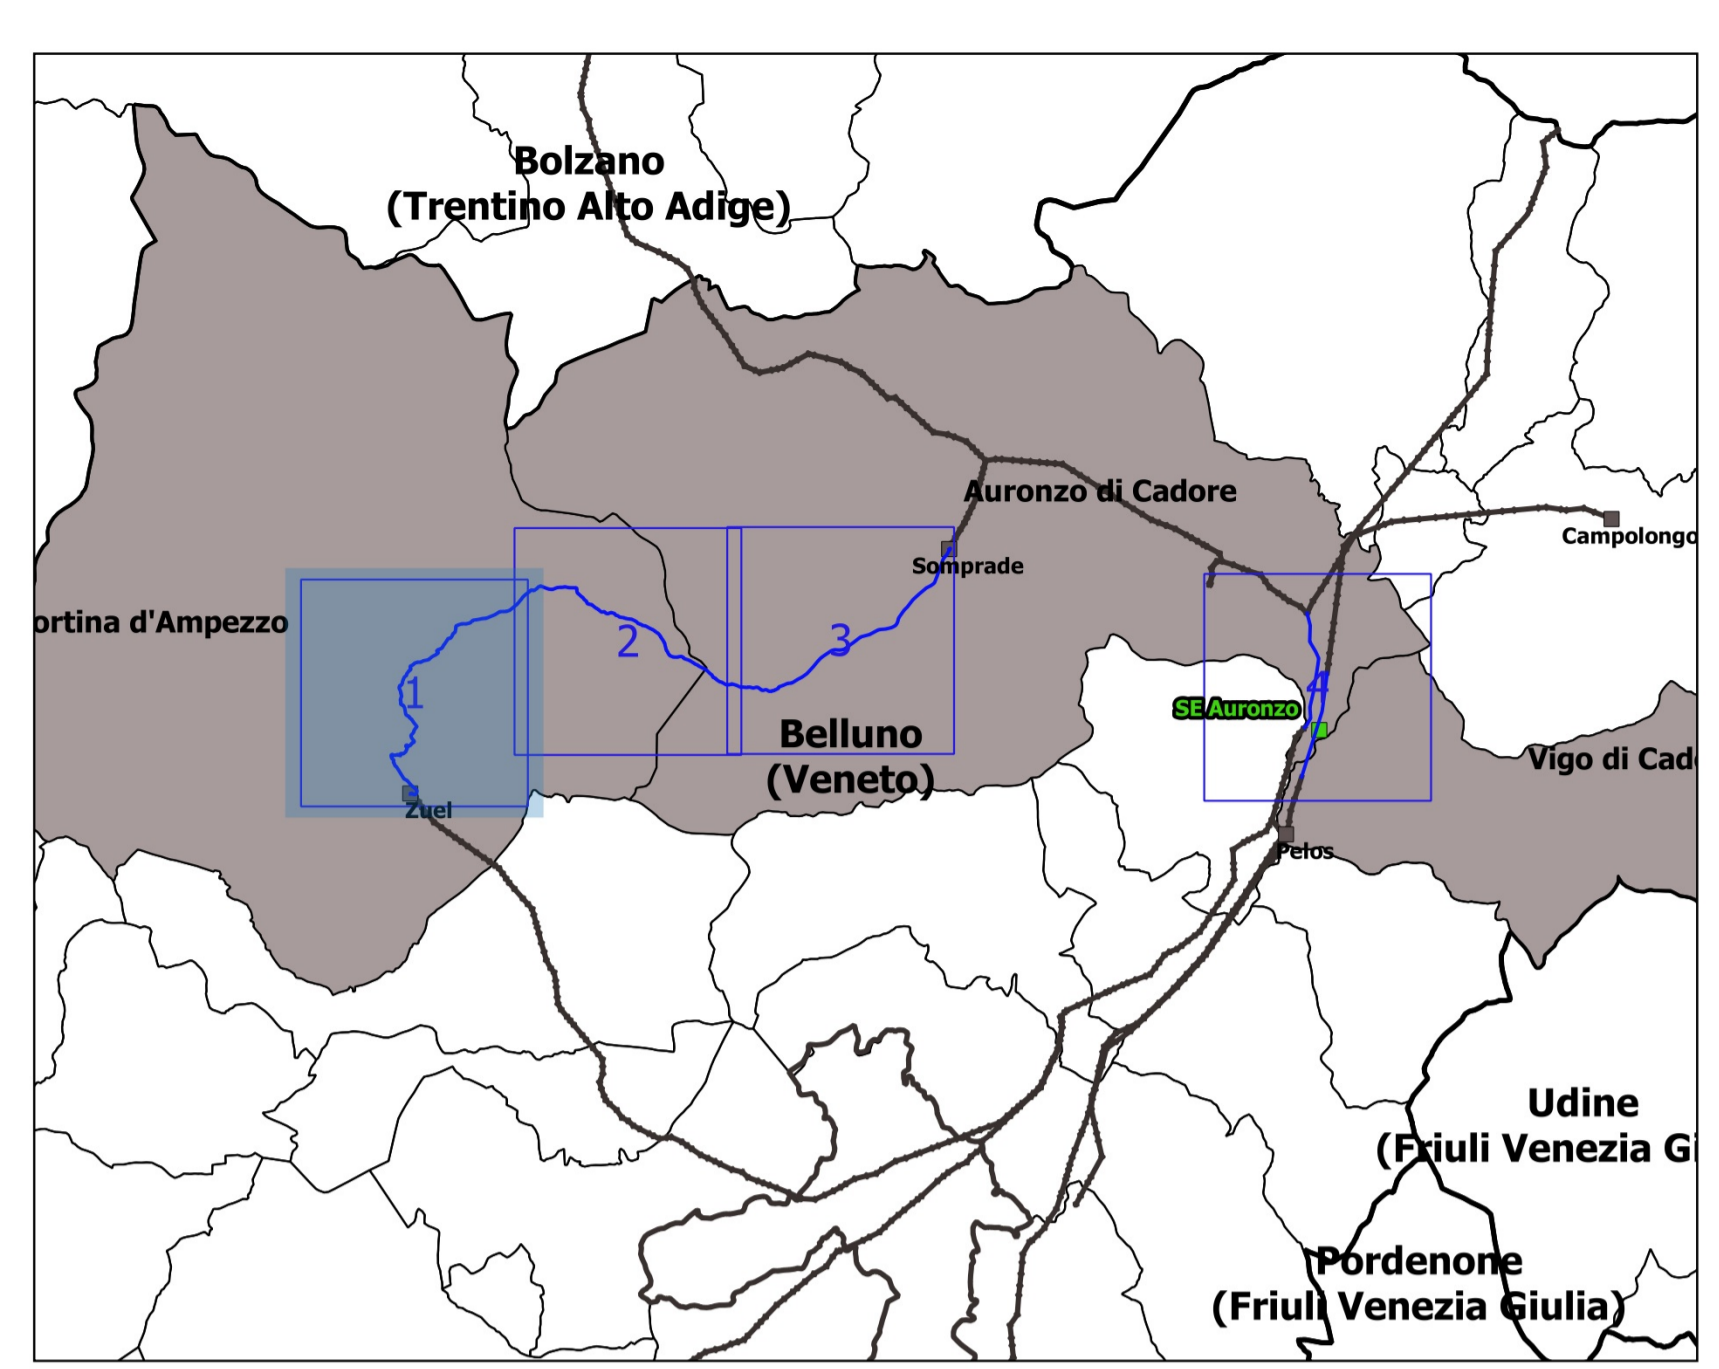 Bolzano
(Trentino Alto Adige)
Auronzo di Cadore
Campolongo
Somprade
ortina d'Ampezzo
2
3
1
4
SE Auronzo
Belluno
(Veneto)
Vigo di Cad
Zuel
Pelos
Udine
(Friuli Venezia Gi
Pordenone
(Friuli Venezia Giulia)